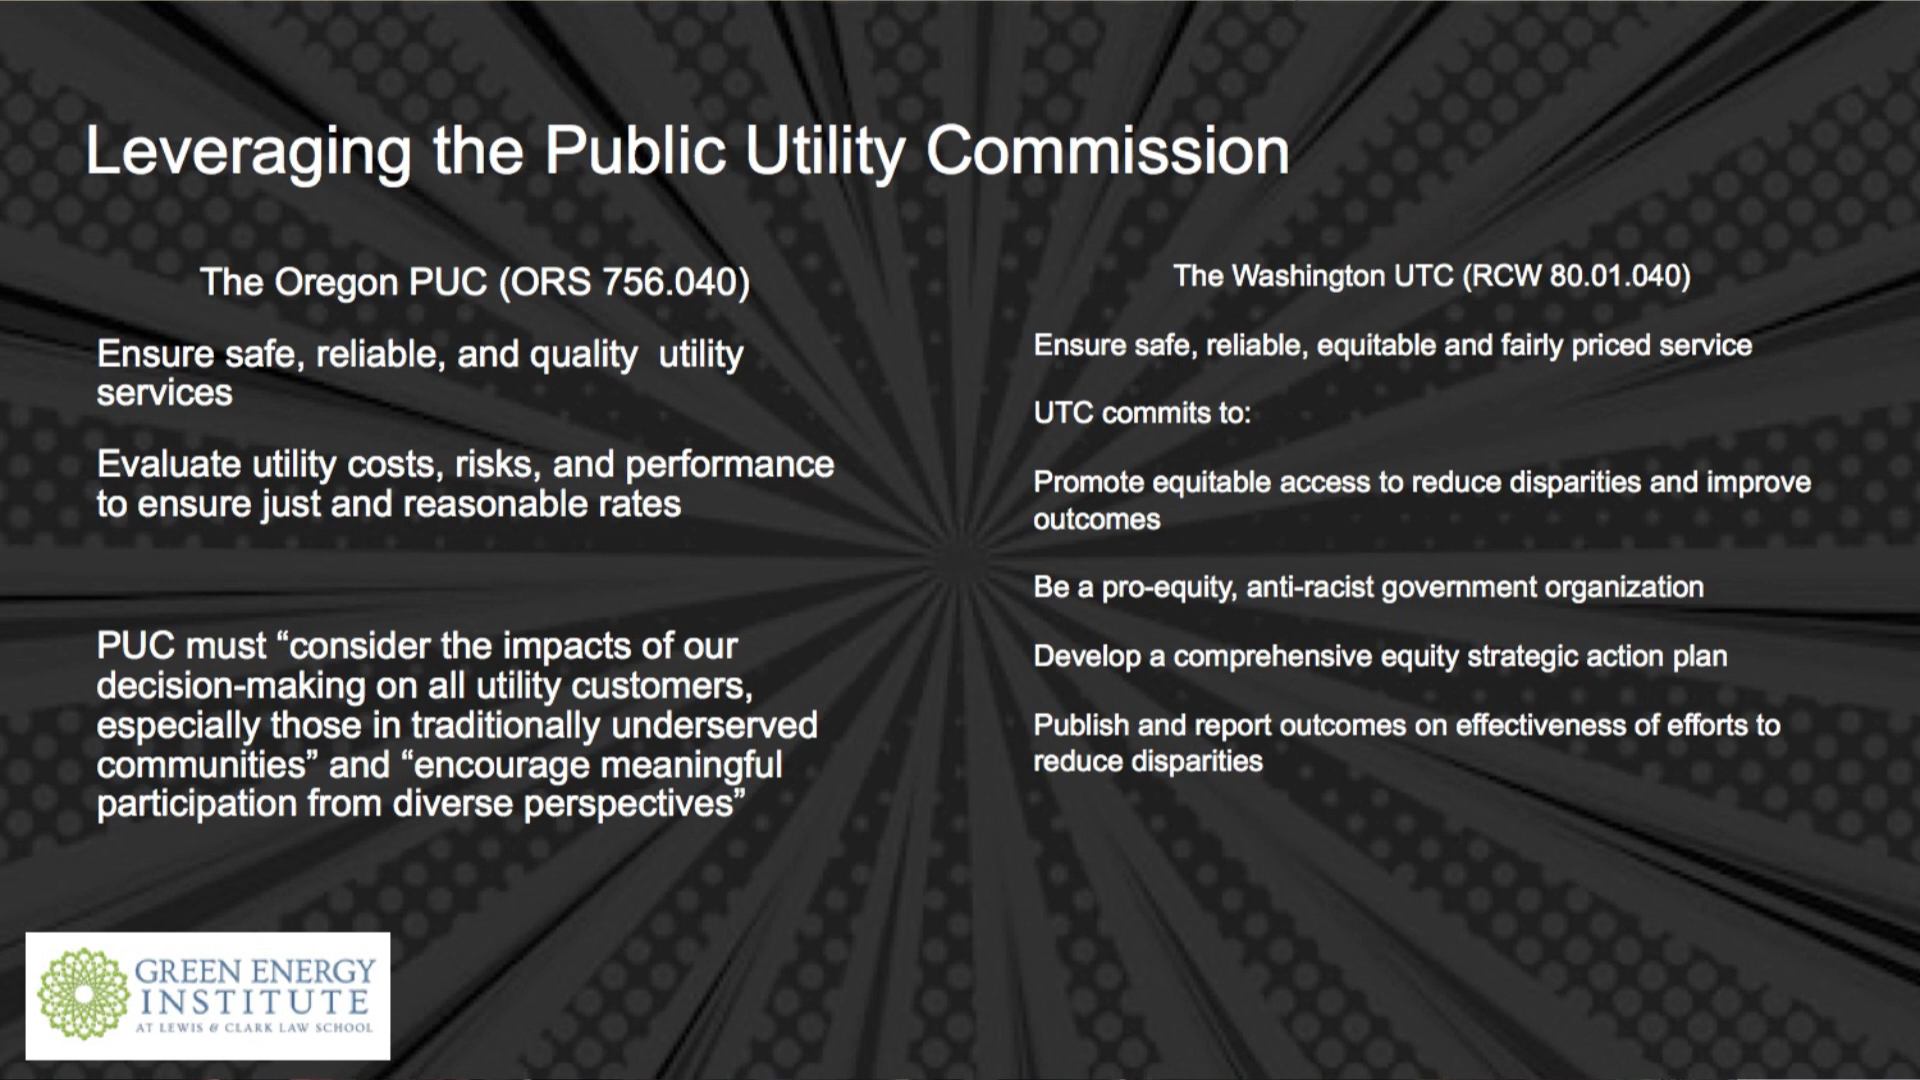 Leveraging the Public Utility Commission
The Oregon PUC (ORS 756.040)
Ensure safe, reliable, and quality  utility
services
Evaluate utility costs, risks, and performance
to ensure just and reasonable rates
PUC must “consider the impacts of our
decision-making on all utility customers,
especially those in traditionally underserved
communities” and “encourage meaningful
participation from diverse perspectives”
The Washington UTC (RCW 80.01.040)
Ensure safe, reliable, equitable and fairly priced service
UTC commits to:
Promote equitable access to reduce disparities and improve
outcomes
Be a pro-equity, anti-racist government organization
Develop a comprehensive equity strategic action plan
Publish and report outcomes on effectiveness of efforts to
reduce disparities
GREEN ENERGY
INSTITUTE
AT LEWIS & CLARK LAW SCHOOL